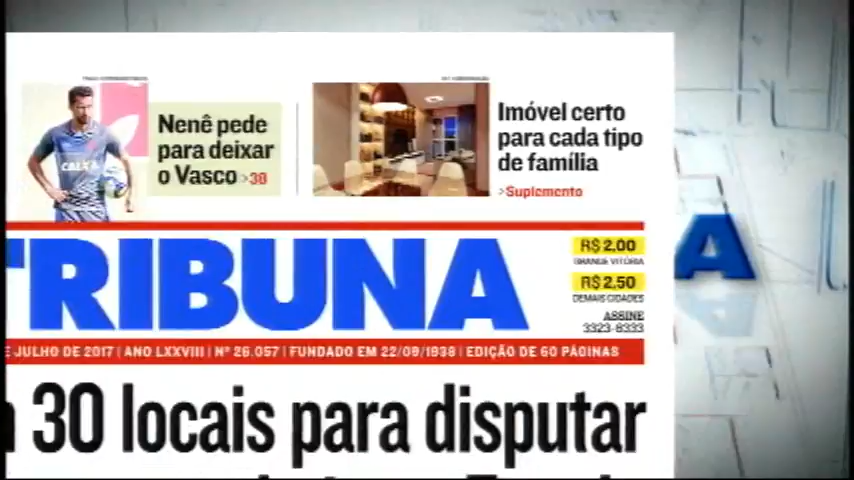 Nenê pede
para deixar
o Vasco >38
CAIXA
Imóvel certo
para cada tipo
de família
>Suplemento
TRIBUNA
R$ 2,00
GRANDE VITÓRIA
R$ 2,50
DEMAIS CIDADES
ASSINE
3323-6333
E JULHO DE 2017 | ANO LXXVIII | Nº 26.057 | FUNDADO EM 22/09/1938 | EDIÇÃO DE 60 PÁGINAS
30 locais para disputar
A